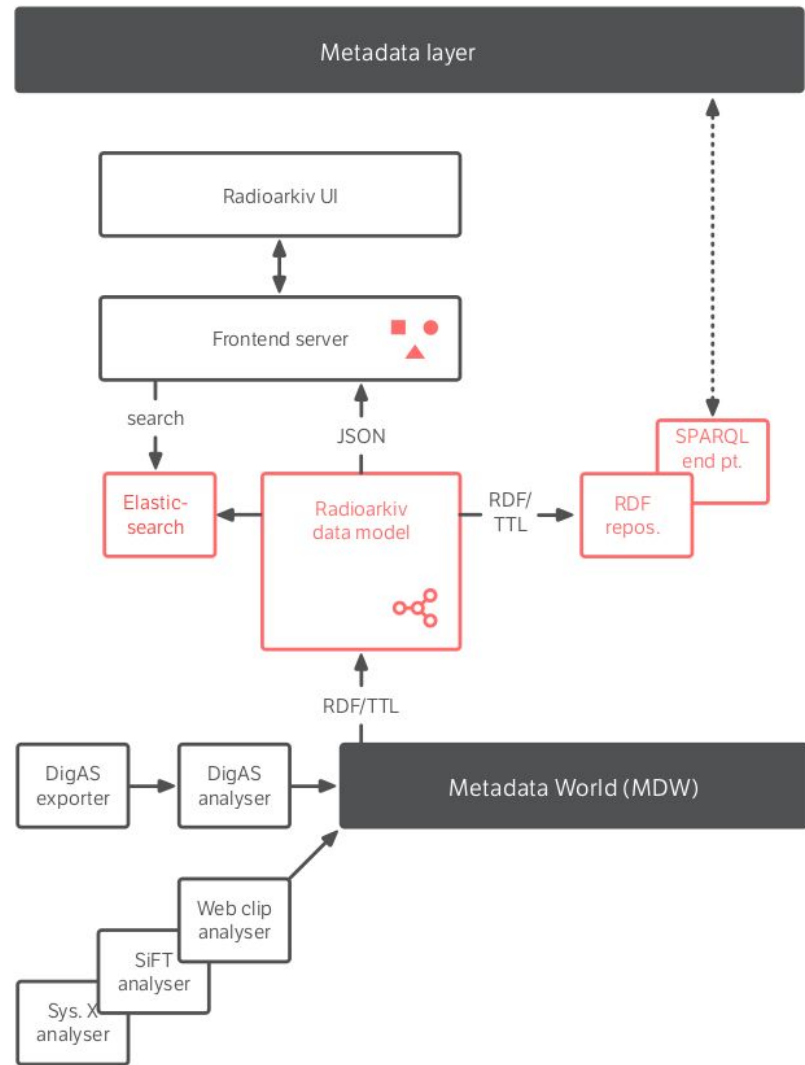 Metadata layer
Radioarkiv UI
Frontend server
search
JSON
SPARQL
end pt.
Elastic-
search
Radioarkiv
data model
RDF/
TTL
RDF
repos.
RDF/TTL
DigAS
exporter
DigAS
analyser
Metadata World (MDW)
Web clip
analyser
SiFT
analyser
Sys. X
analyser